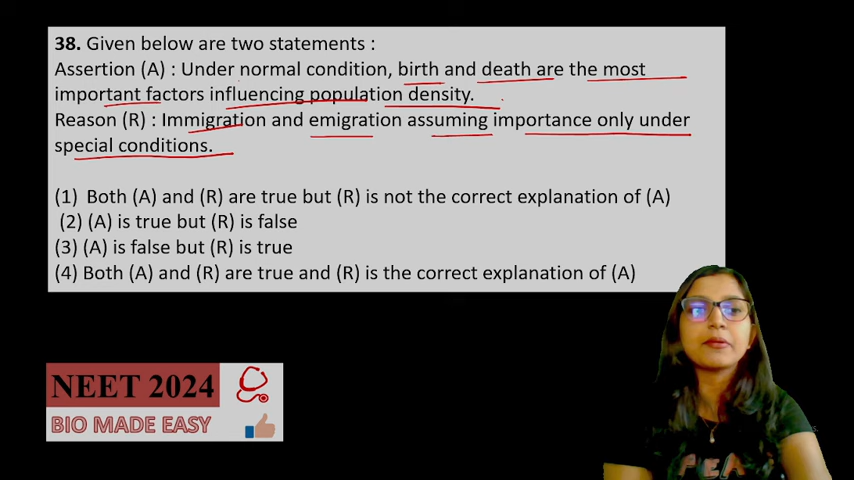 38. Given below are two statements :
Assertion (A) : Under normal condition, birth and death are the most
important factors influencing population density.
Reason (R) : Immigration and emigration assuming importance only under
special conditions.
(1) Both (A) and (R) are true but (R) is not the correct explanation of (A)
(2) (A) is true but (R) is false
(3) (A) is false but (R) is true
(4) Both (A) and (R) are true and (R) is the correct explanation of (A)
NEET 2024
BIO MADE EASY